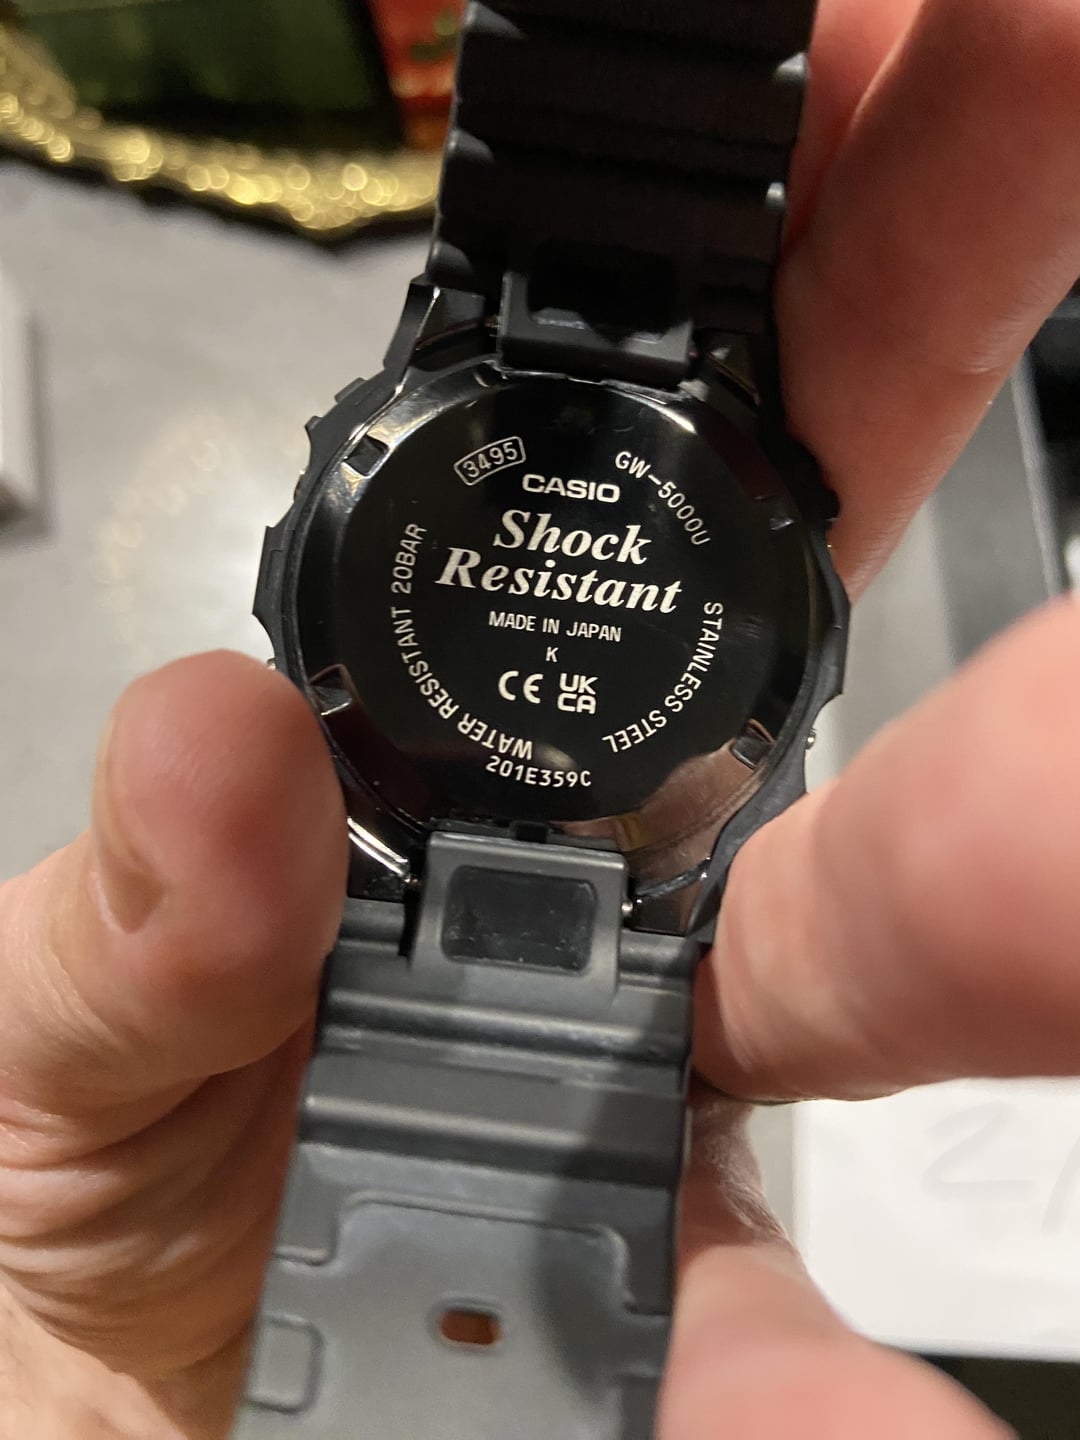 3495
GW-5000U
CASIO
Shock
Resistant
MADE IN JAPAN
K
CE UK
CA
STAINLESS STEEL
WATER RESISTANT 20BAR
201E359C